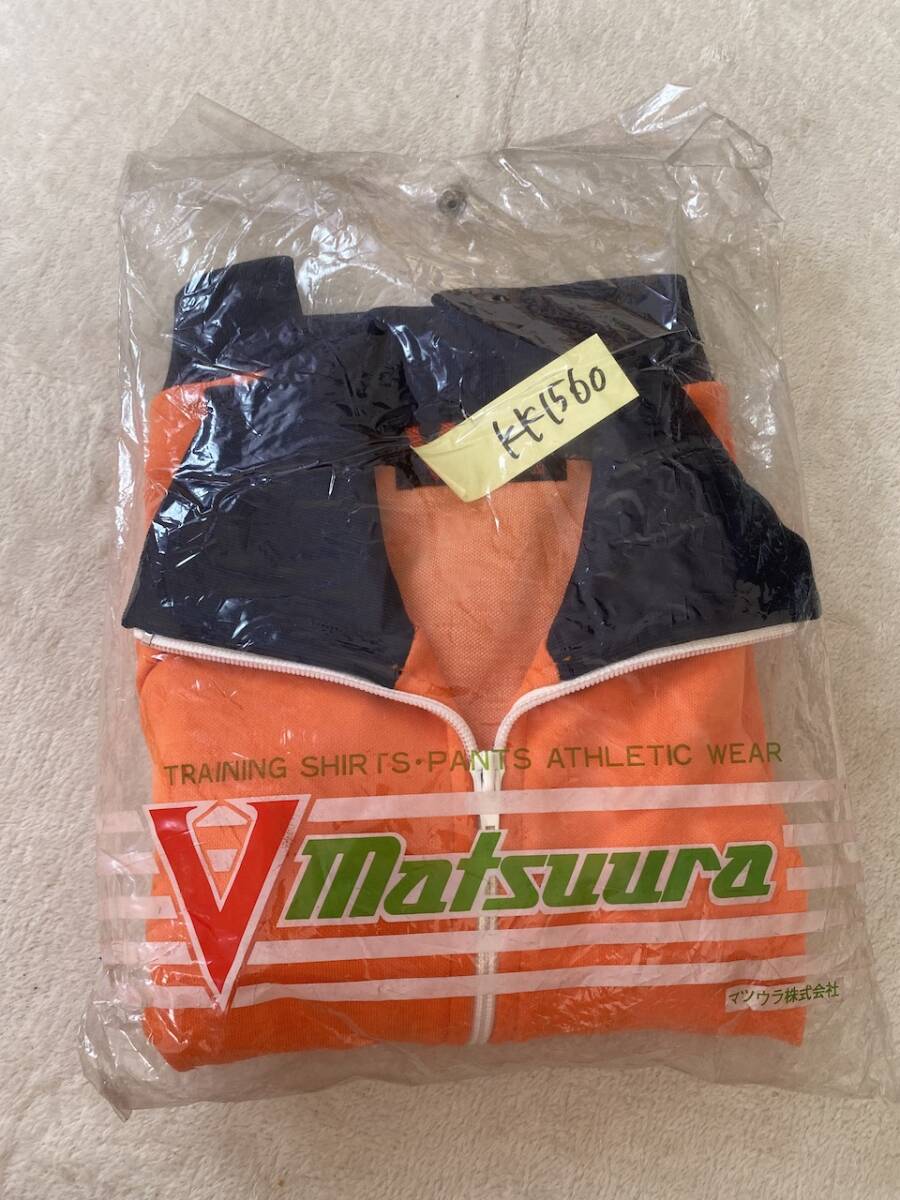 KK1560
TRAINING SHIRTS・PANTS ATHLETIC WEAR
V Matsuura
マツウラ株式会社